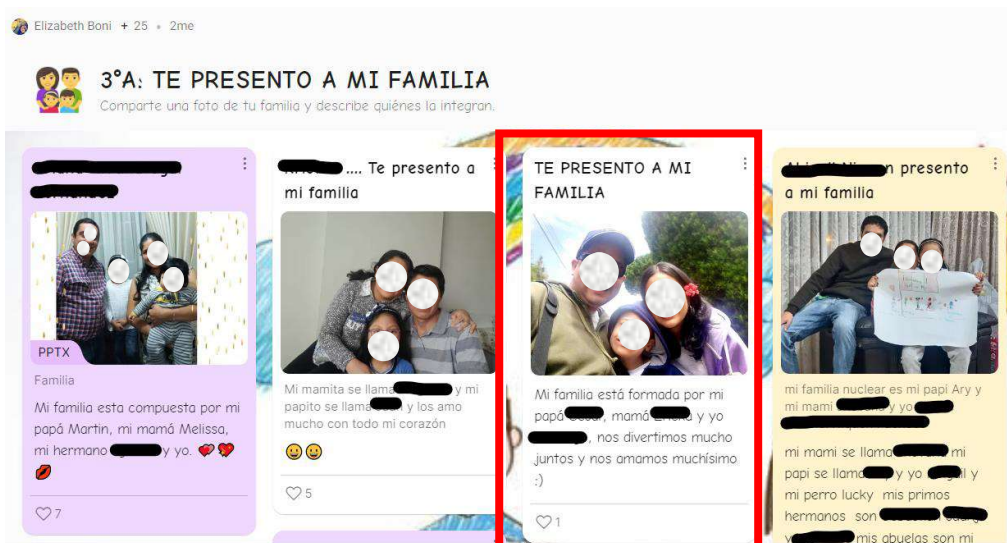 Elizabeth Boni + 25 • 2me
3°A: TE PRESENTO A MI FAMILIA
Comparte una foto de tu familia y describe quiénes la integran.
PPTX
Familia
Mi familia esta compuesta por mi
papá Martin, mi mamá Melissa,
mi hermano y yo.
7
.... Te presento a
mi familia
Mi mamita se llama y mi
papito se llama y los amo
mucho con todo mi corazón
5
TE PRESENTO A MI
FAMILIA
Mi familia está formada por mi
papá , mamá y yo
, nos divertimos mucho
juntos y nos amamos muchísimo
:)
1
presento
a mi familia
mi familia nuclear es mi papi Ary y
mi mami y yo
mi mami se llama mi
papi se llama y yo y
mi perro lucky mis primos
hermanos son
y mis abuelas son mi